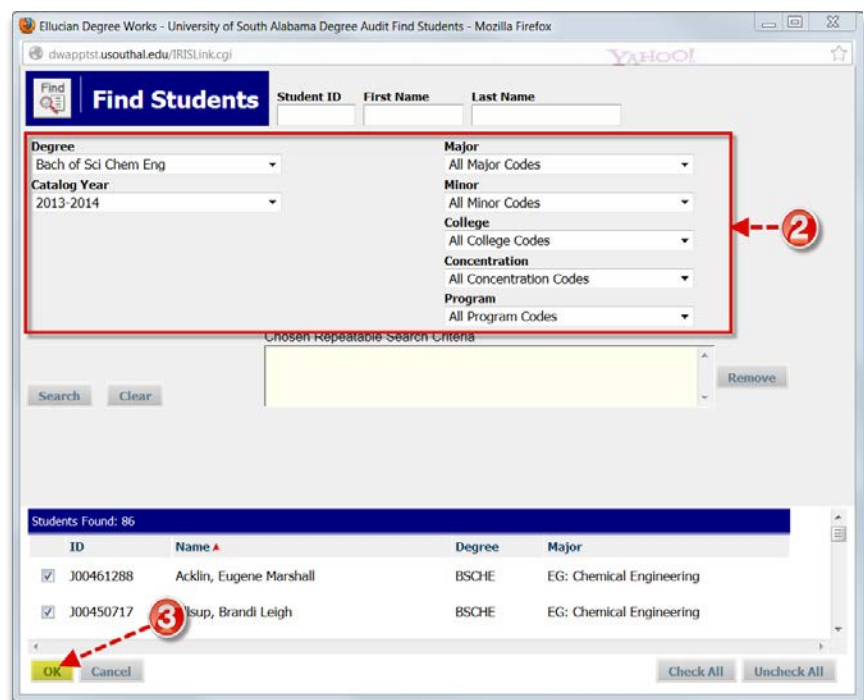 Ellucian Degree Works - University of South Alabama Degree Audit Find Students - Mozilla Firefox
dwapptst.usouthal.edu/IRISLink.cgi
YAHOO!
Find
Find Students
Student ID First Name Last Name
Degree Major
Bach of Sci Chem Eng All Major Codes
Catalog Year Minor
2013-2014 All Minor Codes
College
2
All College Codes
Concentration
All Concentration Codes
Program
All Program Codes
Chosen Repeatable Search Criteria
Remove
Search Clear
Students Found: 86
ID Name Degree Major
J00461288 Acklin, Eugene Marshall BSCHE EG: Chemical Engineering
J00450717 Brandi Leigh BSCHE EG: Chemical Engineering
3
OK Cancel Check All Uncheck All